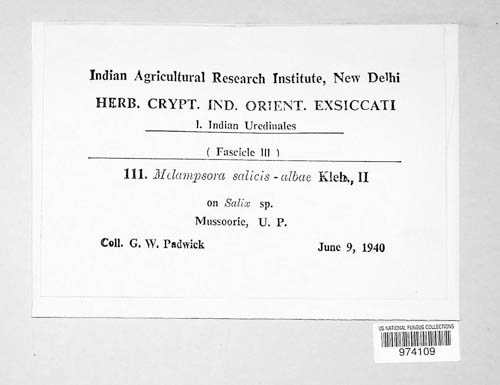 Indian Agricultural Research Institute, New Delhi
HERB. CRYPT. IND. ORIENT. EXSICCATI
I. Indian Uredinales
( Fascicle III )
111. Melampsora salicis - albae Kleb., II
on Salix sp.
Mussoorie, U. P.
Coll. G. W. Padwick June 9, 1940
US NATIONAL FUNGUS COLLECTIONS
974109